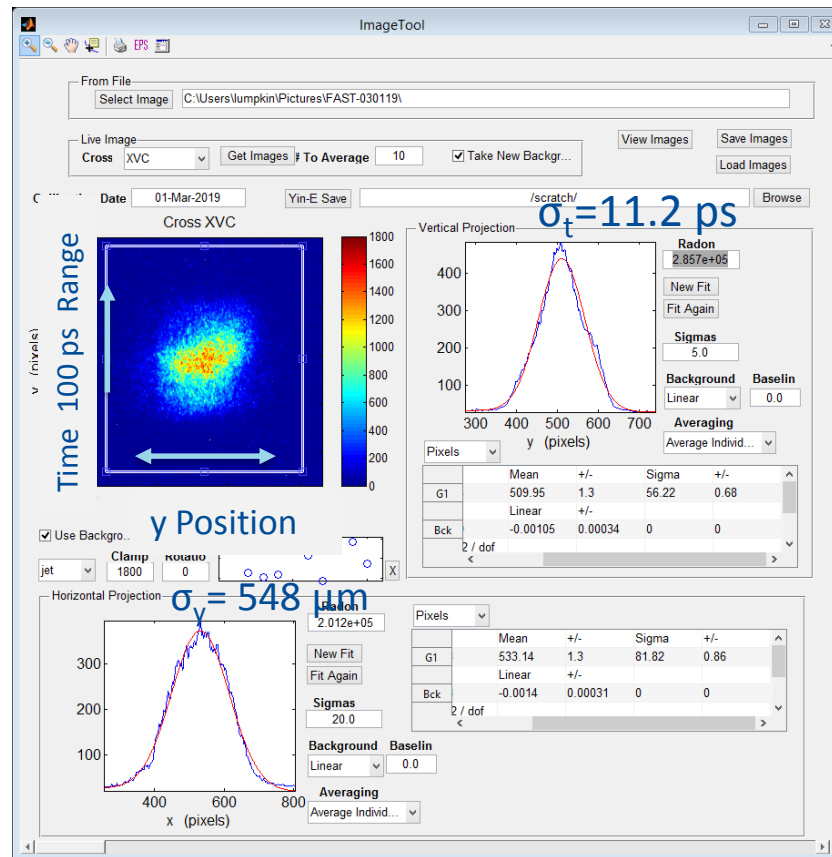 ImageTool
EPS
From File
Select Image C:\Users\lumpkin\Pictures\FAST-030119\
Live Image
Cross XVC Get Images # To Average 10 Take New Backgr...
View Images Save Images
Load Images
Date 01-Mar-2019 Yin-E Save /scratch/ Browse
σt=11.2 ps
Cross XVC
Time 100 ps Range
(pixels)
y Position
1800
1600
1400
1200
1000
800
600
400
200
0
Vertical Projection
400
300
200
100
300 400 500 600 700
y (pixels)
Radon
2.857e+05
New Fit
Fit Again
Sigmas
5.0
Background Baselin
Linear 0.0
Averaging
Average Individ...
Pixels
Mean +/- Sigma +/-
G1 509.95 1.3 56.22 0.68
Linear +/-
Bck -0.00105 0.00034 0 0
2 / dof
Use Backgro...
Clamp Rotatio
jet 1800 0 X
σy= 548 µm
Horizontal Projection
300
200
100
400 600 800
x (pixels)
Radon
2.012e+05
New Fit
Fit Again
Sigmas
20.0
Background Baselin
Linear 0.0
Averaging
Average Individ...
Pixels
Mean +/- Sigma +/-
G1 533.14 1.3 81.82 0.86
Linear +/-
Bck -0.0014 0.00031 0 0
2 / dof